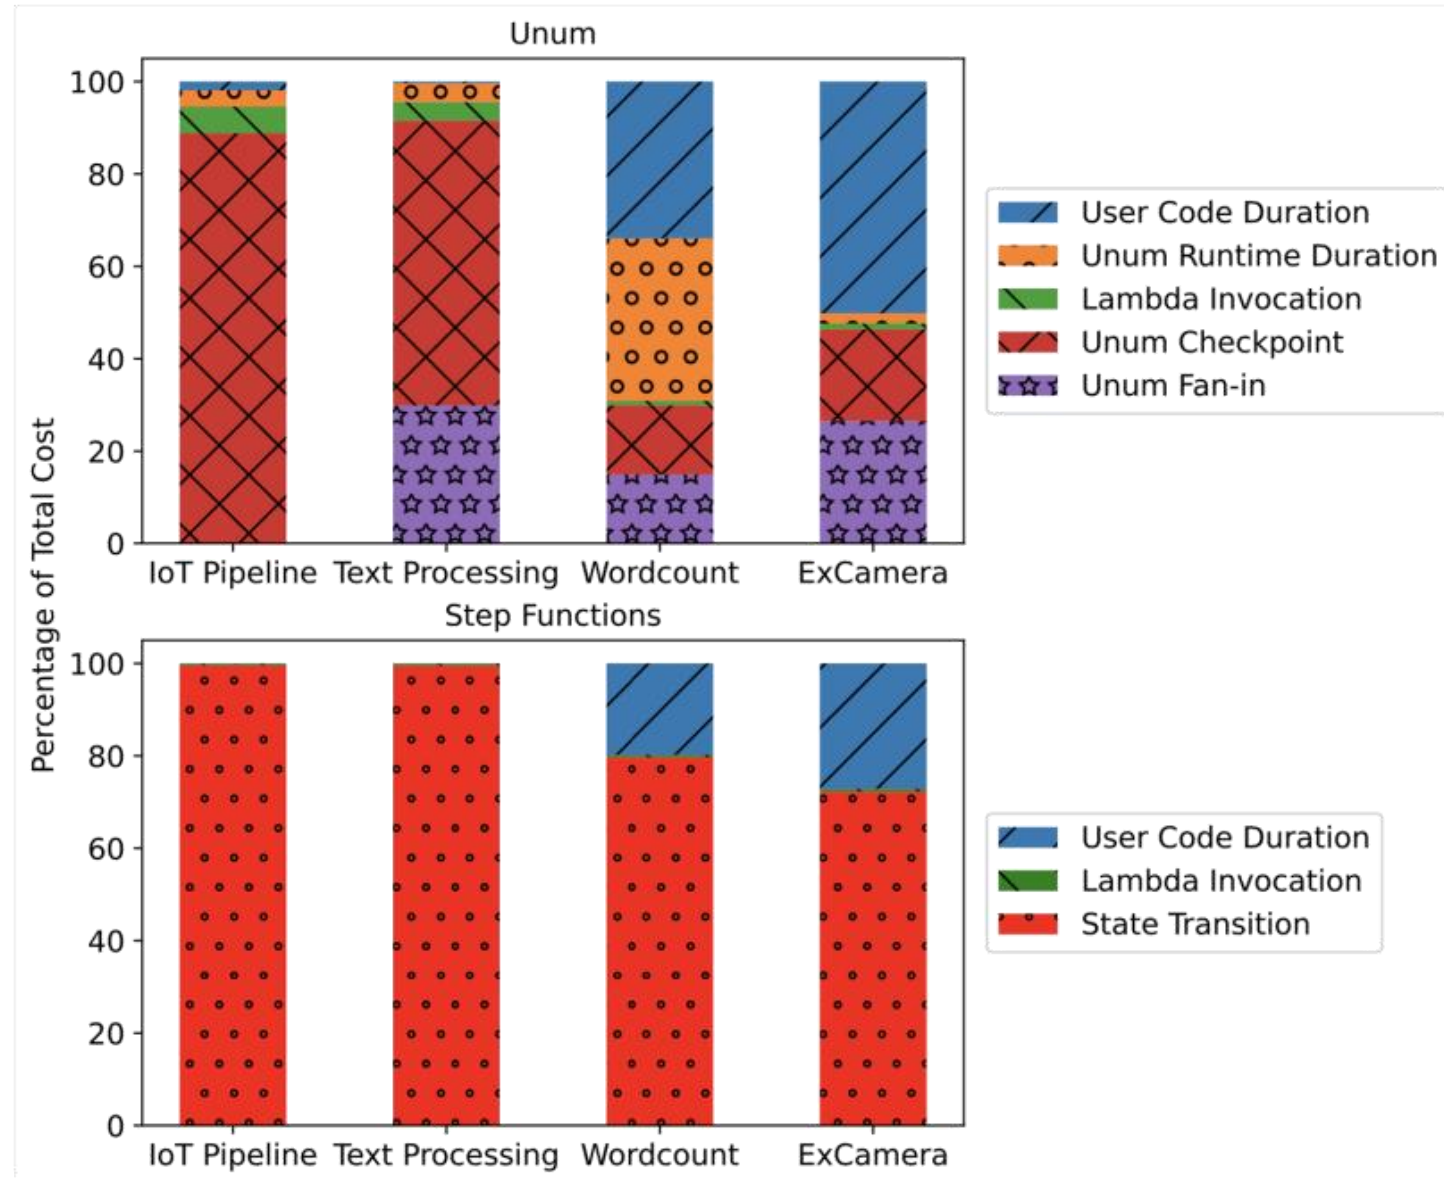 Unum
100
80
60
40
20
0
IoT Pipeline Text Processing Wordcount ExCamera
User Code Duration
Unum Runtime Duration
Lambda Invocation
Unum Checkpoint
Unum Fan-in
Percentage of Total Cost
Step Functions
100
80
60
40
20
0
IoT Pipeline Text Processing Wordcount ExCamera
User Code Duration
Lambda Invocation
State Transition